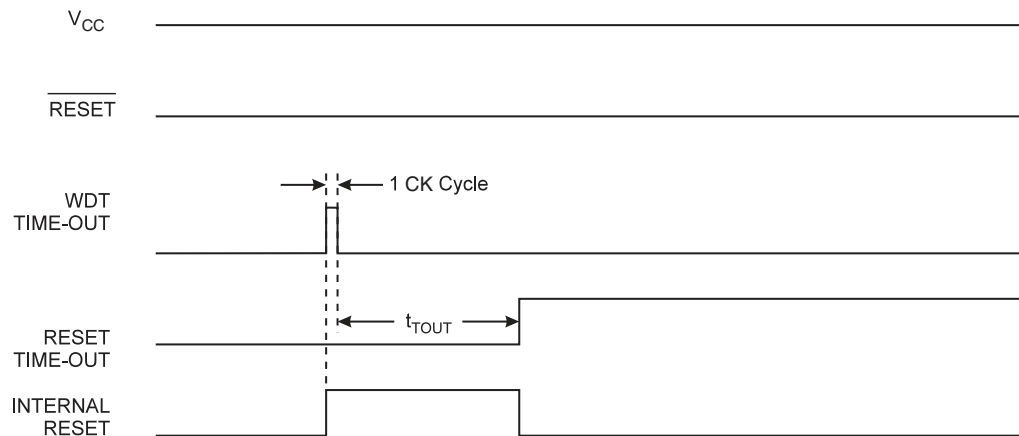 VCC
RESET
1 CK Cycle
WDT
TIME-OUT
tTOUT
RESET
TIME-OUT
INTERNAL
RESET